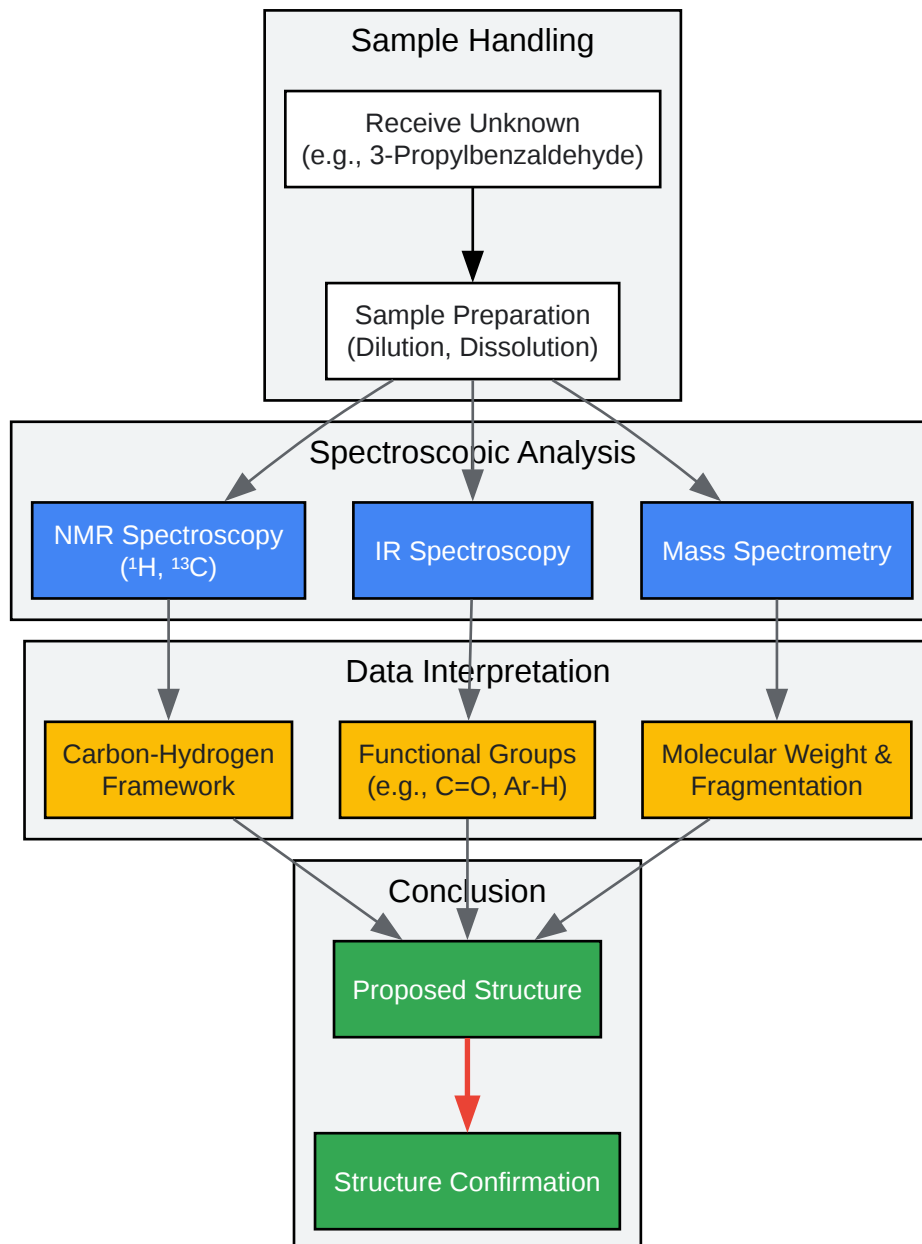 Sample Handling
Receive Unknown
(e.g., 3-Propylbenzaldehyde)
Sample Preparation
(Dilution, Dissolution)
Spectroscopic Analysis
NMR Spectroscopy
(¹H, ¹³C)
IR Spectroscopy
Mass Spectrometry
Data Interpretation
Carbon-Hydrogen
Framework
Functional Groups
(e.g., C=O, Ar-H)
Molecular Weight &
Fragmentation
Conclusion
Proposed Structure
Structure Confirmation